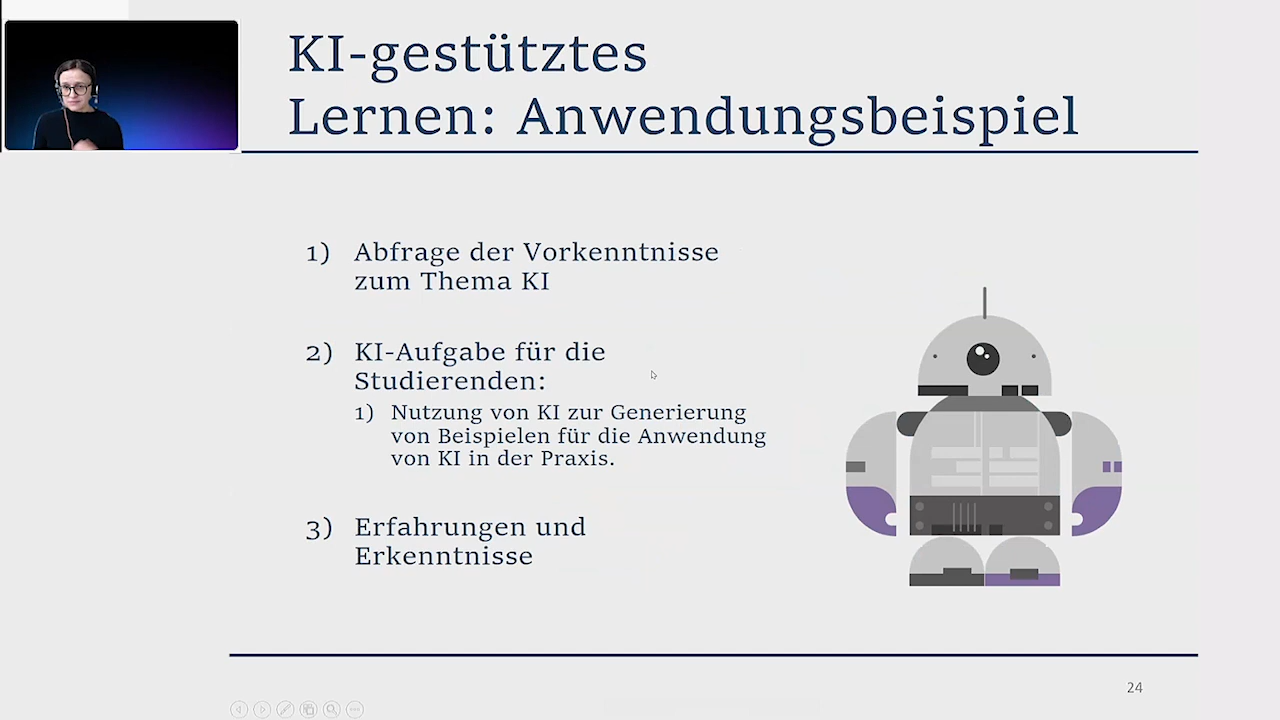 KI-gestütztes
Lernen: Anwendungsbeispiel
1) Abfrage der Vorkenntnisse
zum Thema KI
2) KI-Aufgabe für die
Studierenden:
1) Nutzung von KI zur Generierung
von Beispielen für die Anwendung
von KI in der Praxis.
3) Erfahrungen und
Erkenntnisse
24